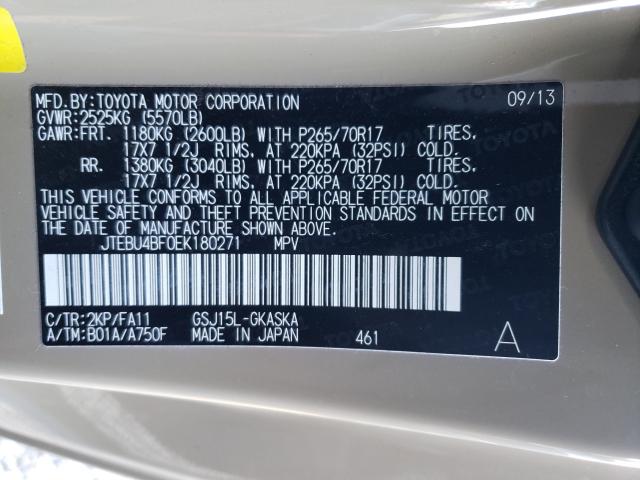 MFD.BY:TOYOTA MOTOR CORPORATION 09/13
GVWR:2525KG (5570LB)
GAWR:FRT. 1180KG (2600LB) WITH P265/70R17 TIRES,
17X7 1/2J RIMS, AT 220KPA (32PSI) COLD.
RR. 1380KG (3040LB) WITH P265/70R17 TIRES,
17X7 1/2J RIMS, AT 220KPA (32PSI) COLD.
THIS VEHICLE CONFORMS TO ALL APPLICABLE FEDERAL MOTOR
VEHICLE SAFETY AND THEFT PREVENTION STANDARDS IN EFFECT ON
THE DATE OF MANUFACTURE SHOWN ABOVE.
JTEBU4BF0EK180271 MPV
C/TR:2KP/FA11 GSJ15L-GKASKA
A/TM:B01A/A750F MADE IN JAPAN 461 A